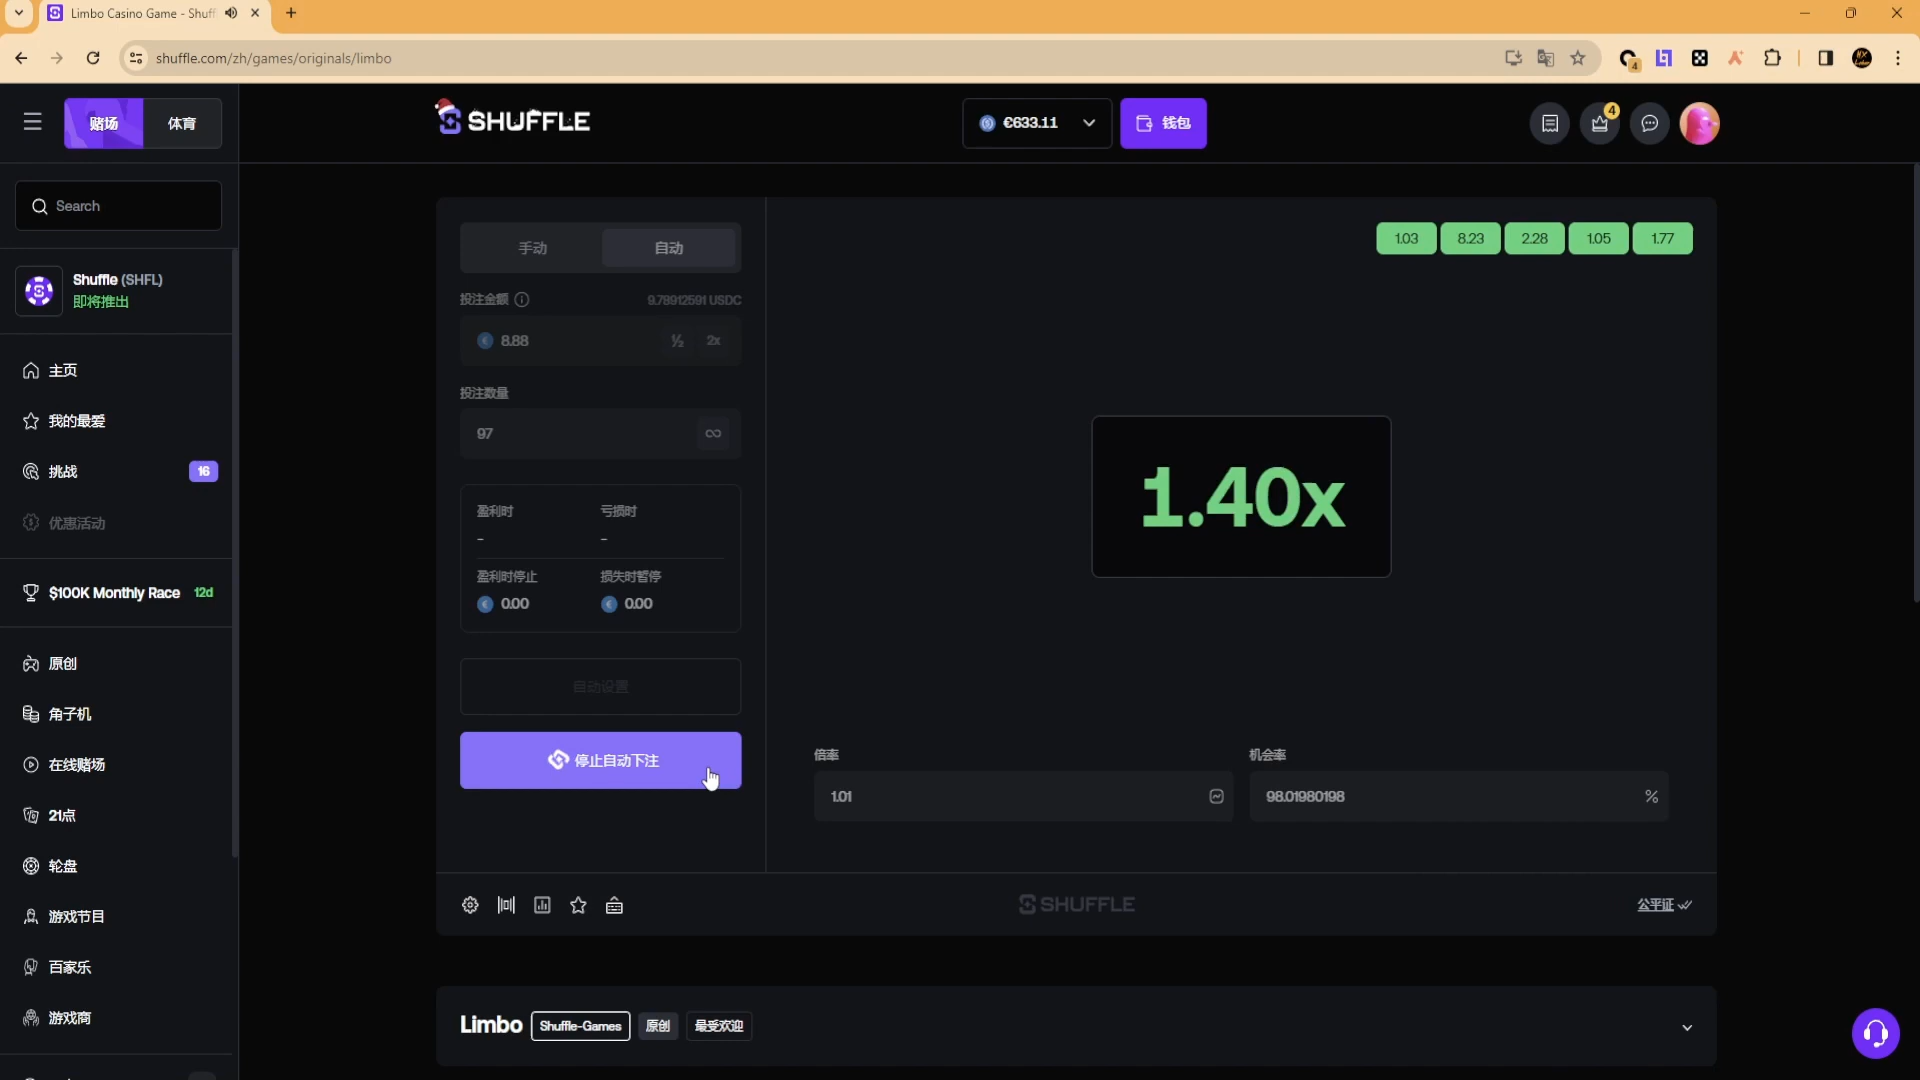 Limbo Casino Game - Shuff
shuffle.com/zh/games/originals/limbo
4
赌场
体育
SHUFFLE
€633.11
钱包
4
Search
Shuffle (SHFL)
即将推出
主页
我的最爱
挑战
16
优惠活动
$100K Monthly Race 12d
原创
角子机
在线赌场
21点
轮盘
游戏节目
百家乐
游戏商
手动
自动
投注金额
9.78912591 USDC
8.88
½
2x
投注数量
97
∞
盈利时
亏损时
-
-
盈利时停止
损失时暂停
0.00
0.00
自动设置
停止自动下注
1.03
8.23
2.28
1.05
1.77
1.40x
倍率
机会率
1.01
98.01980198
%
SHUFFLE
公平证
Limbo
Shuffle-Games
原创
最受欢迎